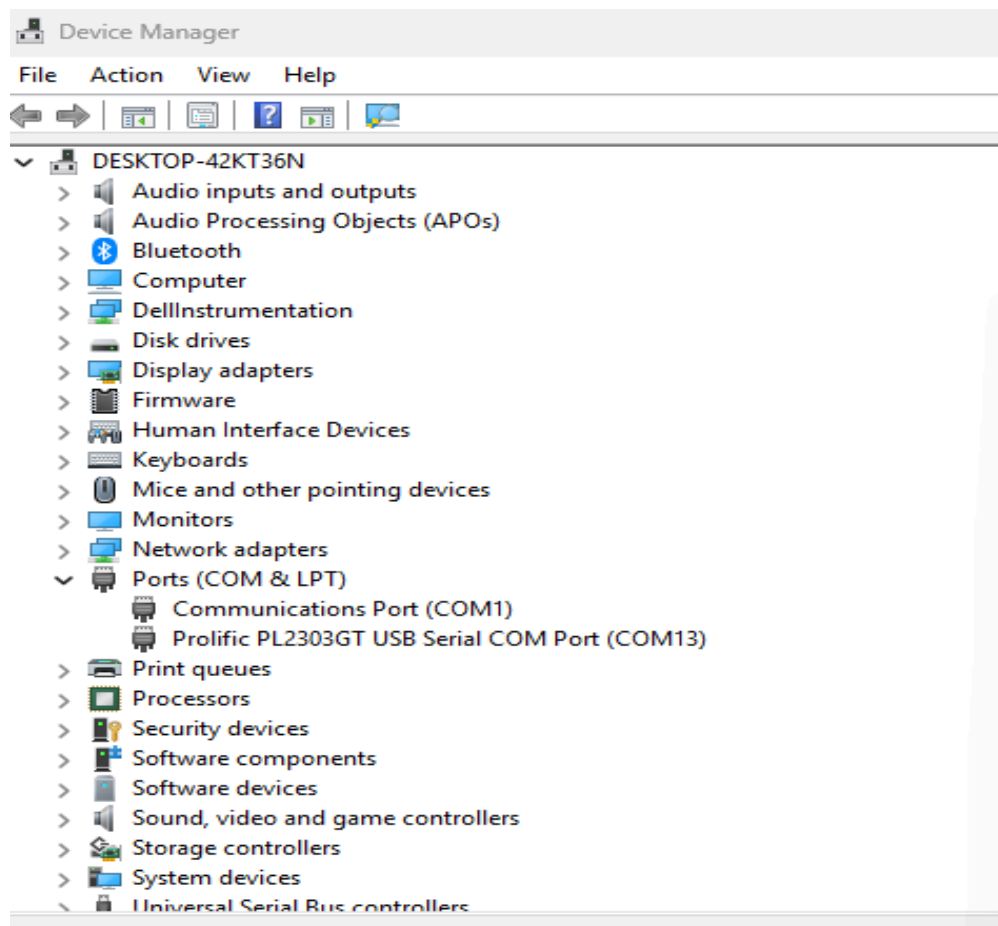 Device Manager
File Action View Help
DESKTOP-42KT36N
Audio inputs and outputs
Audio Processing Objects (APOs)
Bluetooth
Computer
DellInstrumentation
Disk drives
Display adapters
Firmware
Human Interface Devices
Keyboards
Mice and other pointing devices
Monitors
Network adapters
Ports (COM & LPT)
Communications Port (COM1)
Prolific PL2303GT USB Serial COM Port (COM13)
Print queues
Processors
Security devices
Software components
Software devices
Sound, video and game controllers
Storage controllers
System devices
Universal Serial Bus controllers